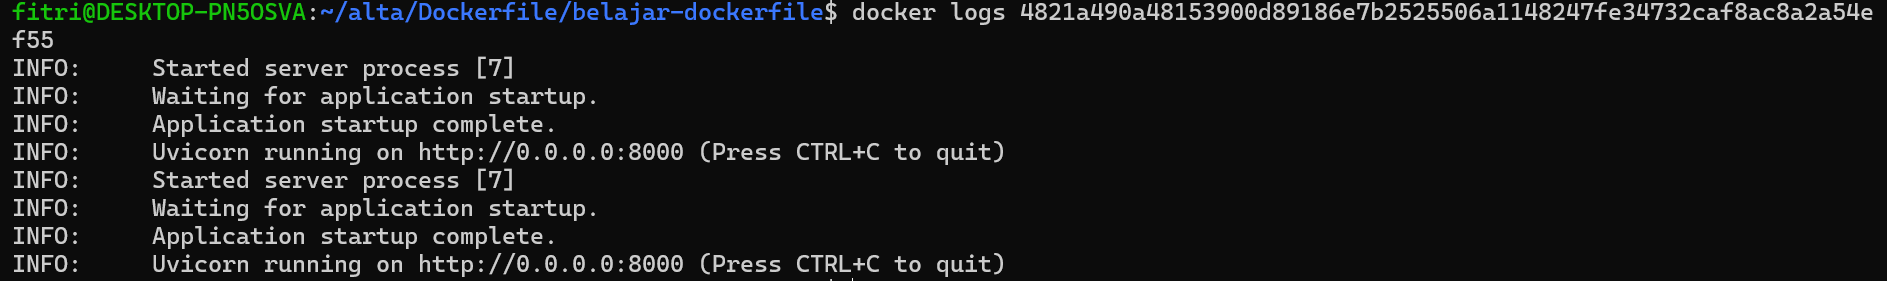 fitri@DESKTOP-PN5OSVA:~/alta/Dockerfile/belajar-dockerfile$ docker logs 4821a490a48153900d89186e7b2525506a1148247fe34732caf8ac8a2a54e
f55
INFO:     Started server process [7]
INFO:     Waiting for application startup.
INFO:     Application startup complete.
INFO:     Uvicorn running on http://0.0.0.0:8000 (Press CTRL+C to quit)
INFO:     Started server process [7]
INFO:     Waiting for application startup.
INFO:     Application startup complete.
INFO:     Uvicorn running on http://0.0.0.0:8000 (Press CTRL+C to quit)